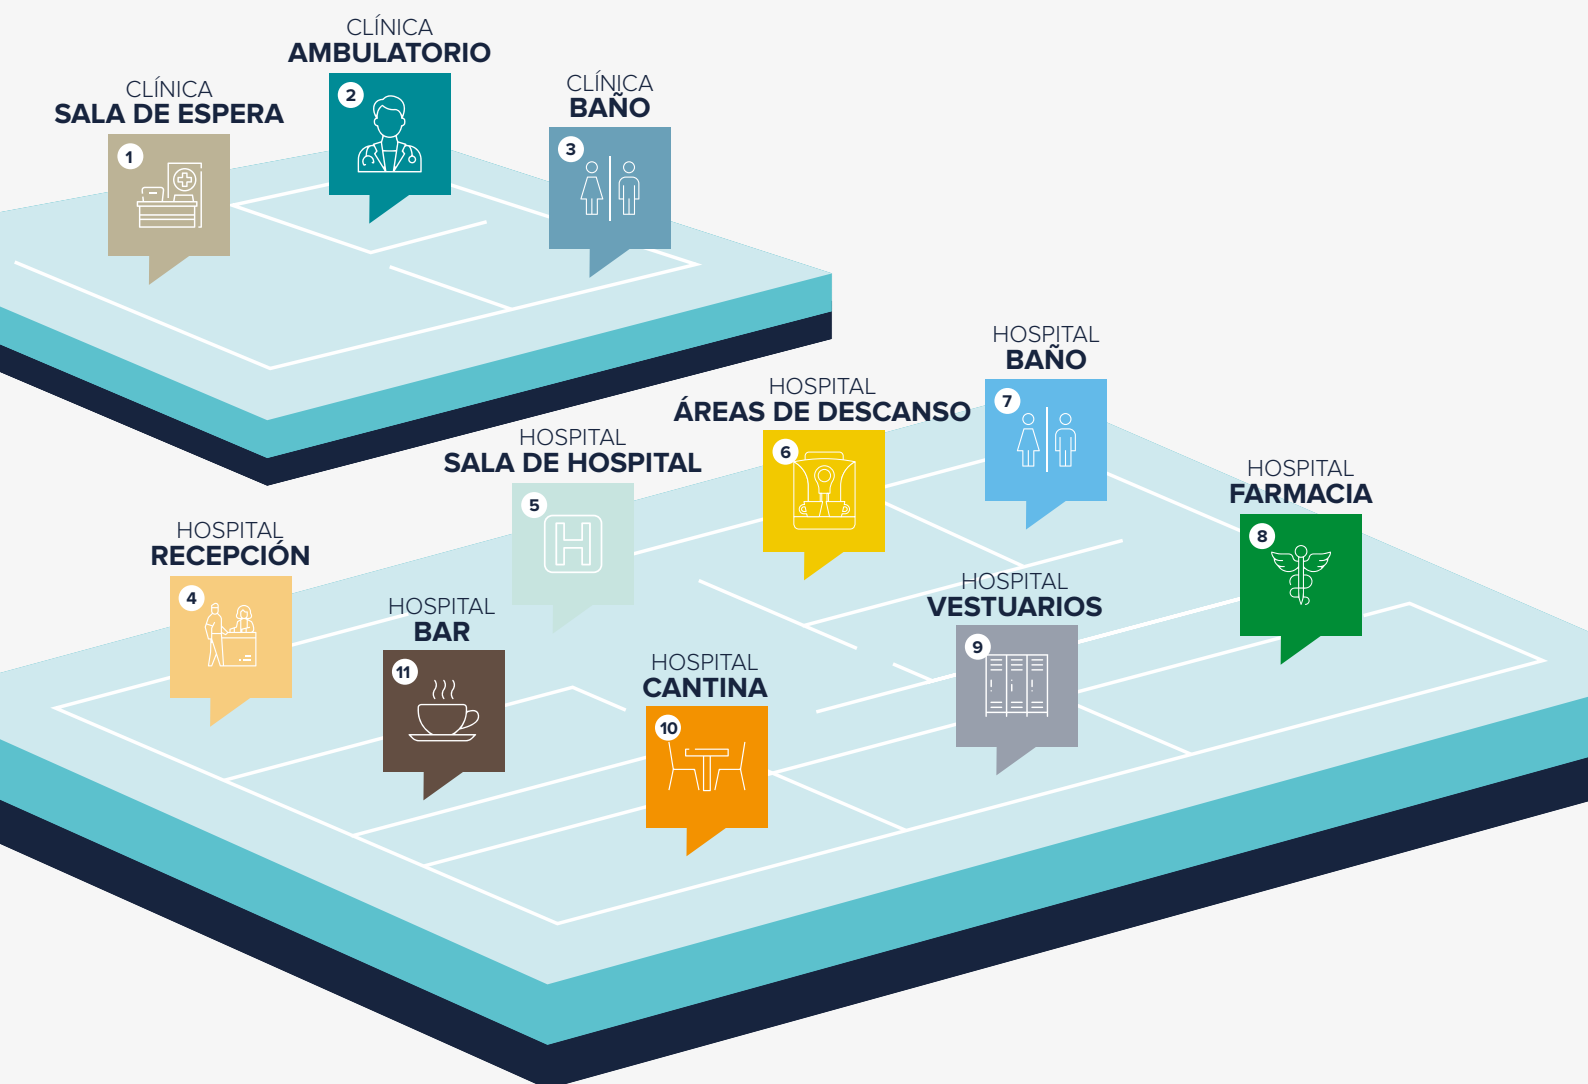 CLÍNICA
SALA DE ESPERA
1
CLÍNICA
AMBULATORIO
2
CLÍNICA
BAÑO
3
HOSPITAL
RECEPCIÓN
4
HOSPITAL
SALA DE HOSPITAL
5
H
HOSPITAL
ÁREAS DE DESCANSO
6
HOSPITAL
BAÑO
7
HOSPITAL
FARMACIA
8
HOSPITAL
VESTUARIOS
9
HOSPITAL
CANTINA
10
HOSPITAL
BAR
11